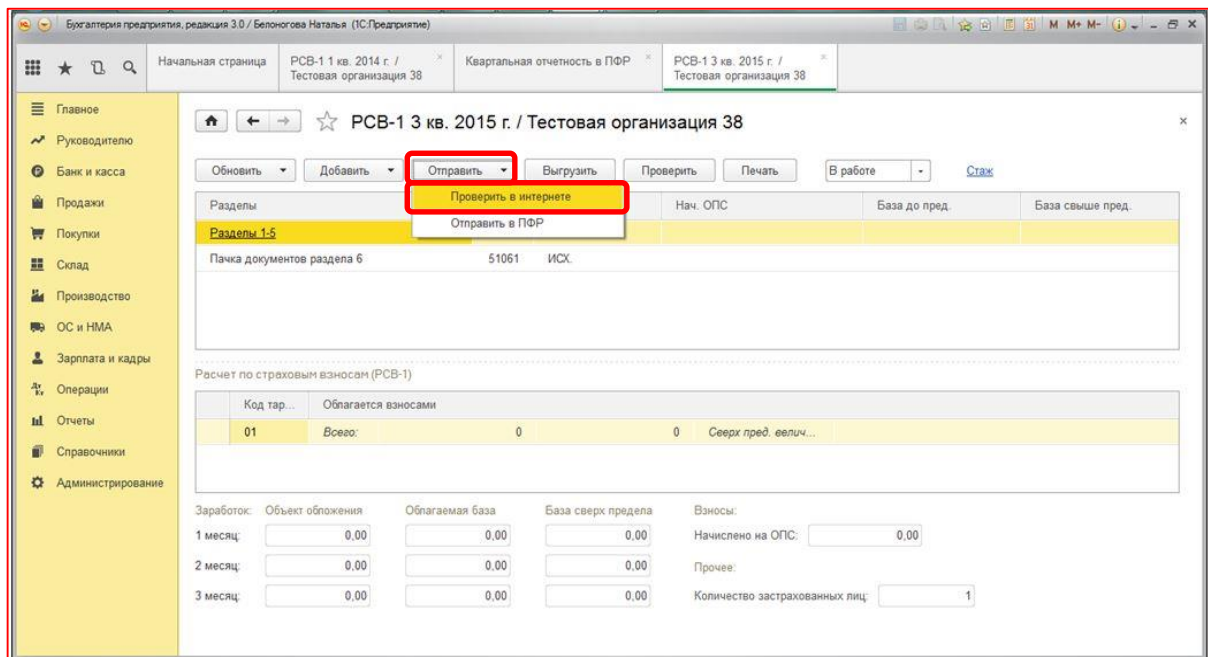 Бухгалтерия предприятия, редакция 3.0 / Белоногова Наталья (1С:Предприятие)
M M+ M-
Начальная страница
РСВ-1 1 кв. 2014 г. /
Тестовая организация 38
Квартальная отчетность в ПФР
РСВ-1 3 кв. 2015 г. /
Тестовая организация 38
Главное
Руководителю
Банк и касса
Продажи
Покупки
Склад
Производство
ОС и НМА
Зарплата и кадры
Операции
Отчеты
Справочники
Администрирование
РСВ-1 3 кв. 2015 г. / Тестовая организация 38
Обновить Добавить Отправить Выгрузить Проверить Печать В работе Стаж
Проверить в интернете
Отправить в ПФР
Разделы Нач. ОПС База до пред. База свыше пред.
Разделы 1-5
Пачка документов раздела 6 51061 ИСХ.
Расчет по страховым взносам (РСВ-1)
Код тар... Облагается взносами
01 Всего: 0 0 Сверх пред. велич...
Заработок: Объект обложения Облагаемая база База сверх предела Взносы:
1 месяц: 0,00 0,00 0,00 Начислено на ОПС: 0,00
2 месяц: 0,00 0,00 0,00 Прочее:
3 месяц: 0,00 0,00 0,00 Количество застрахованных лиц: 1